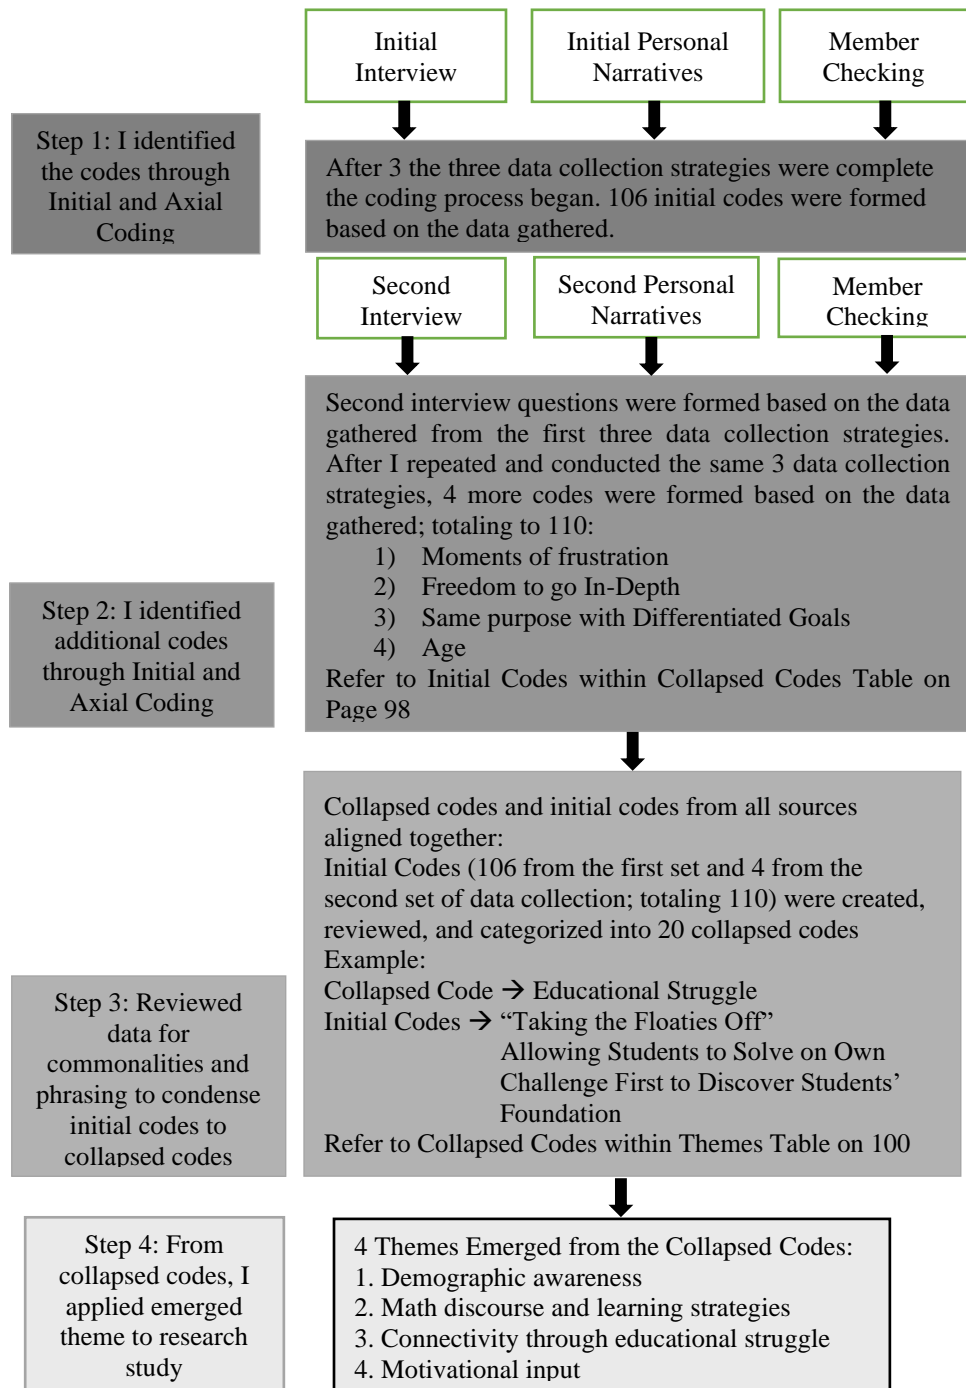 Initial
Interview
Initial Personal
Narratives
Member
Checking
Step 1: I identified
the codes through
Initial and Axial
Coding
After 3 the three data collection strategies were complete
the coding process began. 106 initial codes were formed
based on the data gathered.
Second
Interview
Second Personal
Narratives
Member
Checking
Step 2: I identified
additional codes
through Initial and
Axial Coding
Second interview questions were formed based on the data
gathered from the first three data collection strategies.
After I repeated and conducted the same 3 data collection
strategies, 4 more codes were formed based on the data
gathered; totaling to 110:
1) Moments of frustration
2) Freedom to go In-Depth
3) Same purpose with Differentiated Goals
4) Age
Refer to Initial Codes within Collapsed Codes Table on
Page 98
Step 3: Reviewed
data for
commonalities and
phrasing to condense
initial codes to
collapsed codes
Collapsed codes and initial codes from all sources
aligned together:
Initial Codes (106 from the first set and 4 from the
second set of data collection; totaling 110) were created,
reviewed, and categorized into 20 collapsed codes
Example:
Collapsed Code → Educational Struggle
Initial Codes → “Taking the Floaties Off”
Allowing Students to Solve on Own
Challenge First to Discover Students’
Foundation
Refer to Collapsed Codes within Themes Table on 100
Step 4: From
collapsed codes, I
applied emerged
theme to research
study
4 Themes Emerged from the Collapsed Codes:
1. Demographic awareness
2. Math discourse and learning strategies
3. Connectivity through educational struggle
4. Motivational input